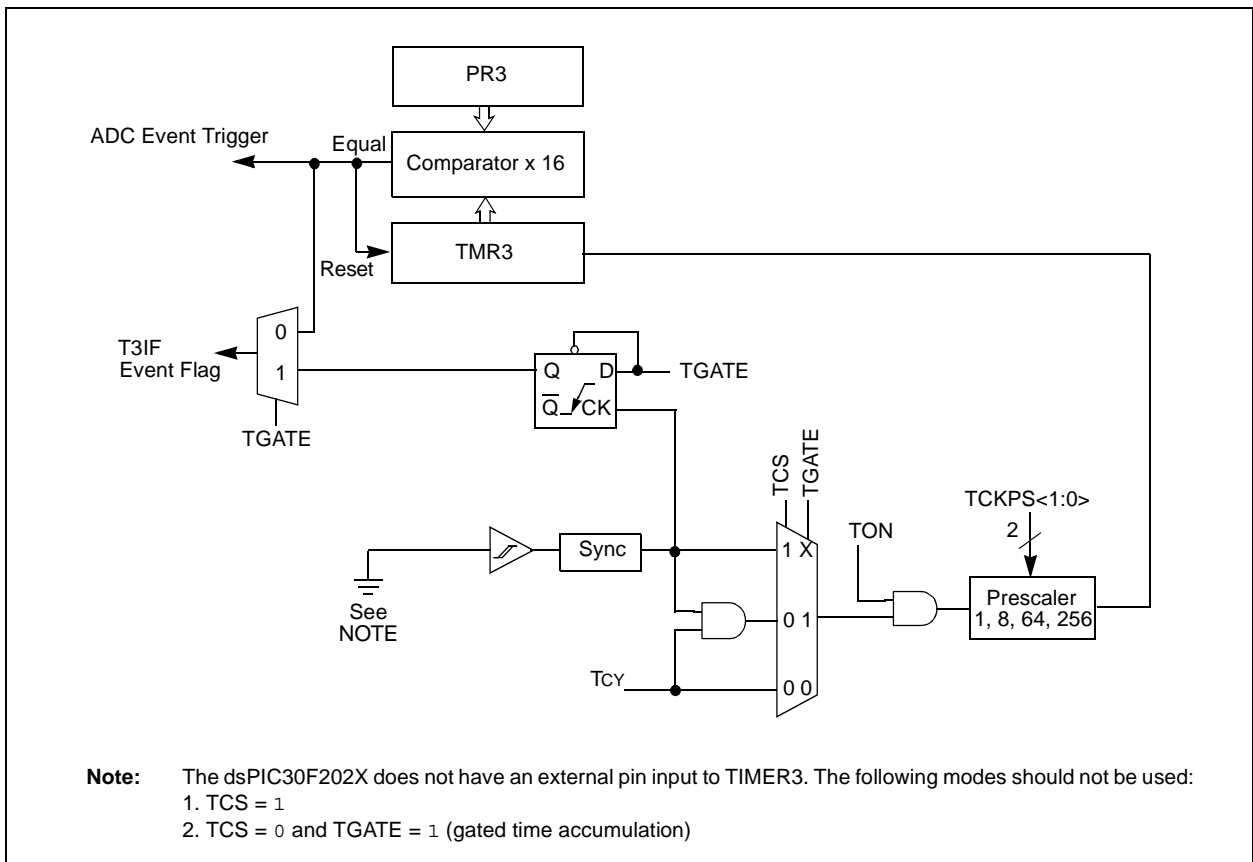 PR3
ADC Event Trigger
Equal
Comparator x 16
TMR3
Reset
0
T3IF
Event Flag
1
TGATE
Q
D
TGATE
Q
CK
TCS
TGATE
TCKPS<1:0>
2
TON
Sync
1 X
See
NOTE
Prescaler
1, 8, 64, 256
0 1
TCY
0 0
Note: The dsPIC30F202X does not have an external pin input to TIMER3. The following modes should not be used:
1. TCS = 1
2. TCS = 0 and TGATE = 1 (gated time accumulation)